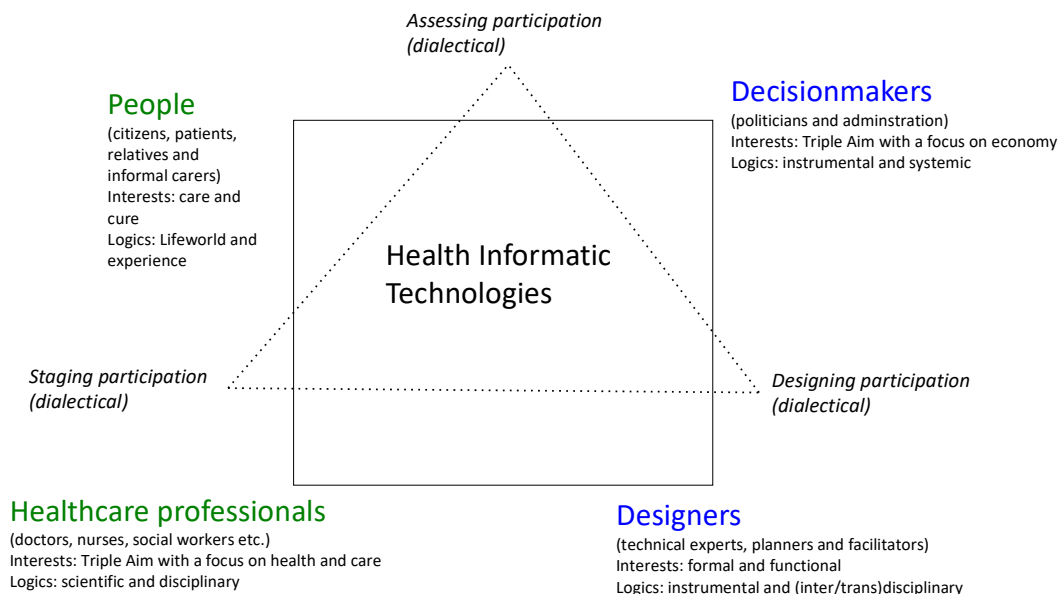 Assessing participation
(dialectical)
People
(citizens, patients,
relatives and
informal carers)
Interests: care and
cure
Logics: Lifeworld and
experience
Decisionmakers
(politicians and adminstration)
Interests: Triple Aim with a focus on economy
Logics: instrumental and systemic
Health Informatic
Technologies
Staging participation
(dialectical)
Designing participation
(dialectical)
Healthcare professionals
(doctors, nurses, social workers etc.)
Interests: Triple Aim with a focus on health and care
Logics: scientific and disciplinary
Designers
(technical experts, planners and facilitators)
Interests: formal and functional
Logics: instrumental and (inter/trans)disciplinary